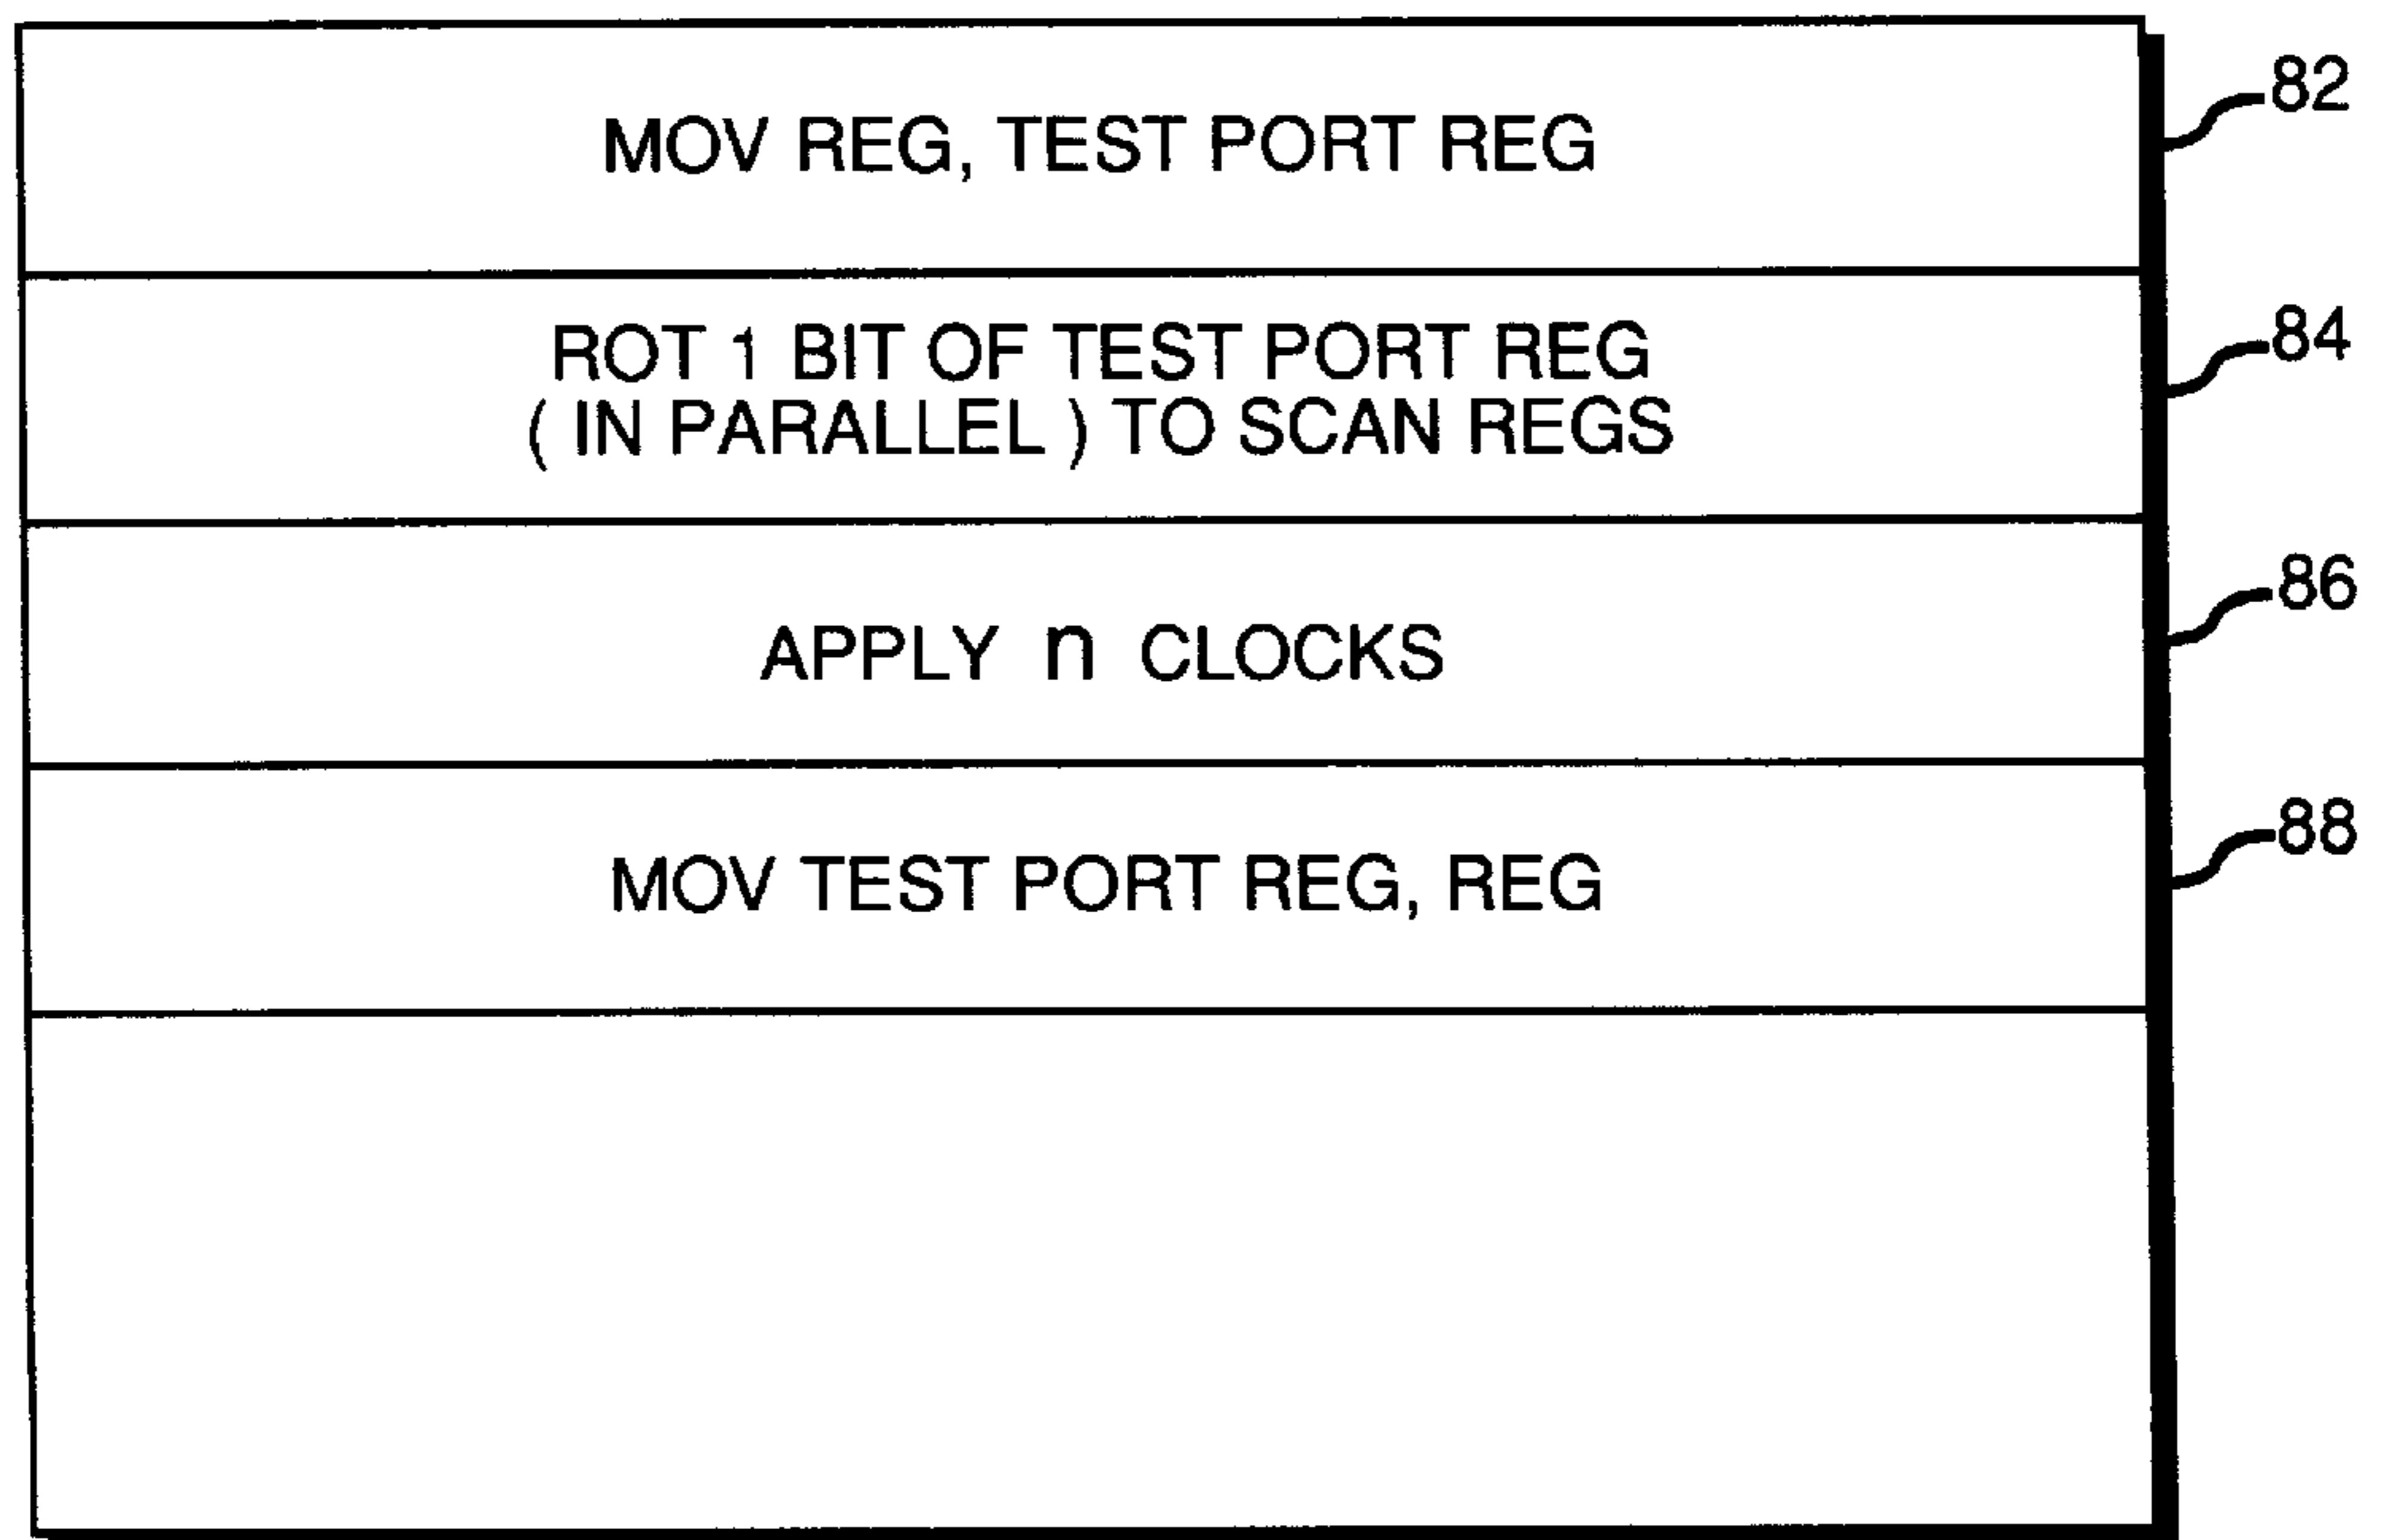 MOV REG, TEST PORT REG
82
ROT 1 BIT OF TEST PORT REG
( IN PARALLEL ) TO SCAN REGS
84
APPLY n CLOCKS
86
MOV TEST PORT REG, REG
88